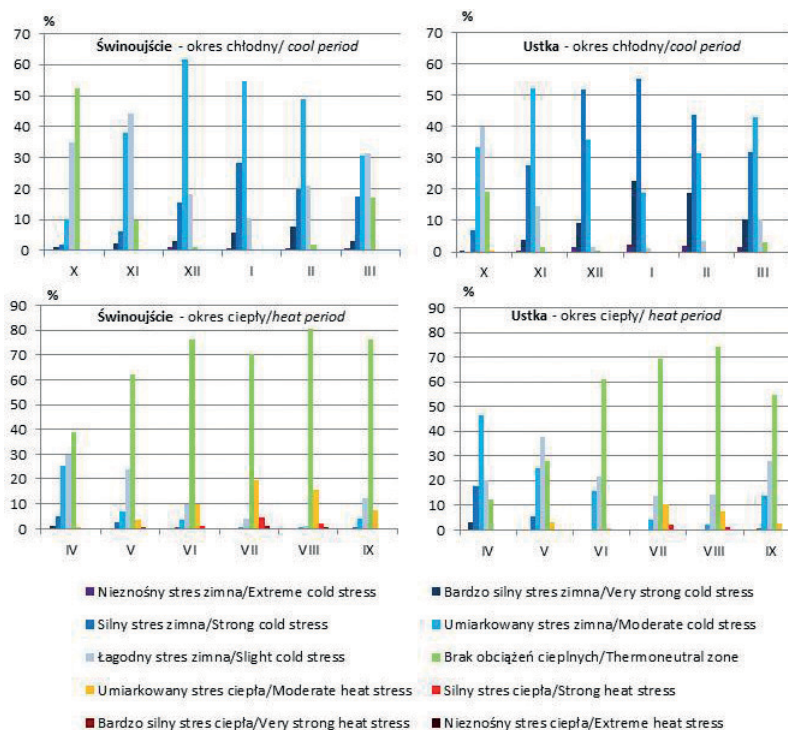 %
Świnoujście - okres chłodny/ cool period
70
60
50
40
30
20
10
0
X XI XII I II III
%
Ustka - okres chłodny/cool period
70
60
50
40
30
20
10
0
X XI XII I II III
%
Świnoujście - okres ciepły/heat period
90
80
70
60
50
40
30
20
10
0
IV V VI VII VIII IX
%
Ustka - okres ciepły/ heat period
90
80
70
60
50
40
30
20
10
0
IV V VI VII VIII IX
Nieznośny stres zimna/Extreme cold stress
Bardzo silny stres zimna/Very strong cold stress
Silny stres zimna/Strong cold stress
Umiarkowany stres zimna/Moderate cold stress
Łagodny stres zimna/Slight cold stress
Brak obciążeń cieplnych/Thermoneutral zone
Umiarkowany stres ciepła/Moderate heat stress
Silny stres ciepła/Strong heat stress
Bardzo silny stres ciepła/Very strong heat stress
Nieznośny stres ciepła/Extreme heat stress